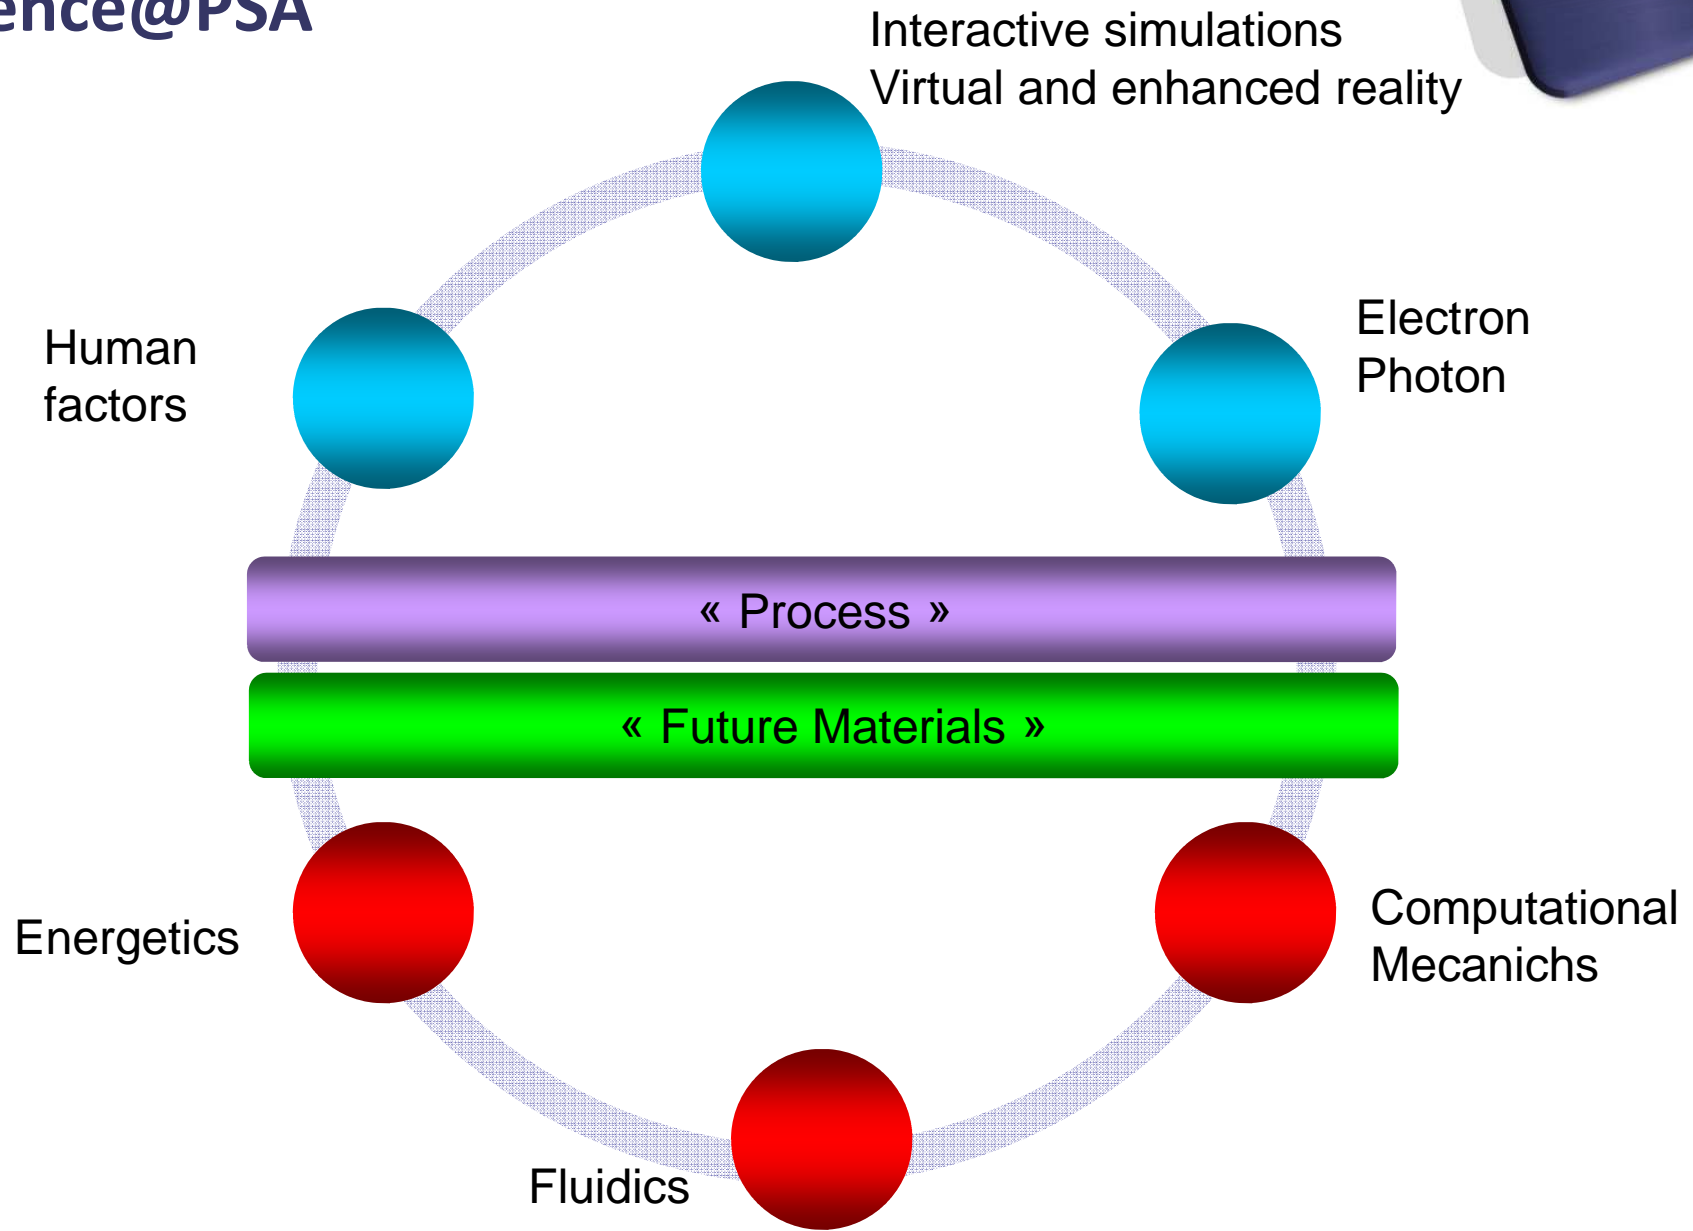 ence@PSA
Interactive simulations
Virtual and enhanced reality
Electron
Photon
Human
factors
« Process »
« Future Materials »
Energetics
Computational
Mecanichs
Fluidics